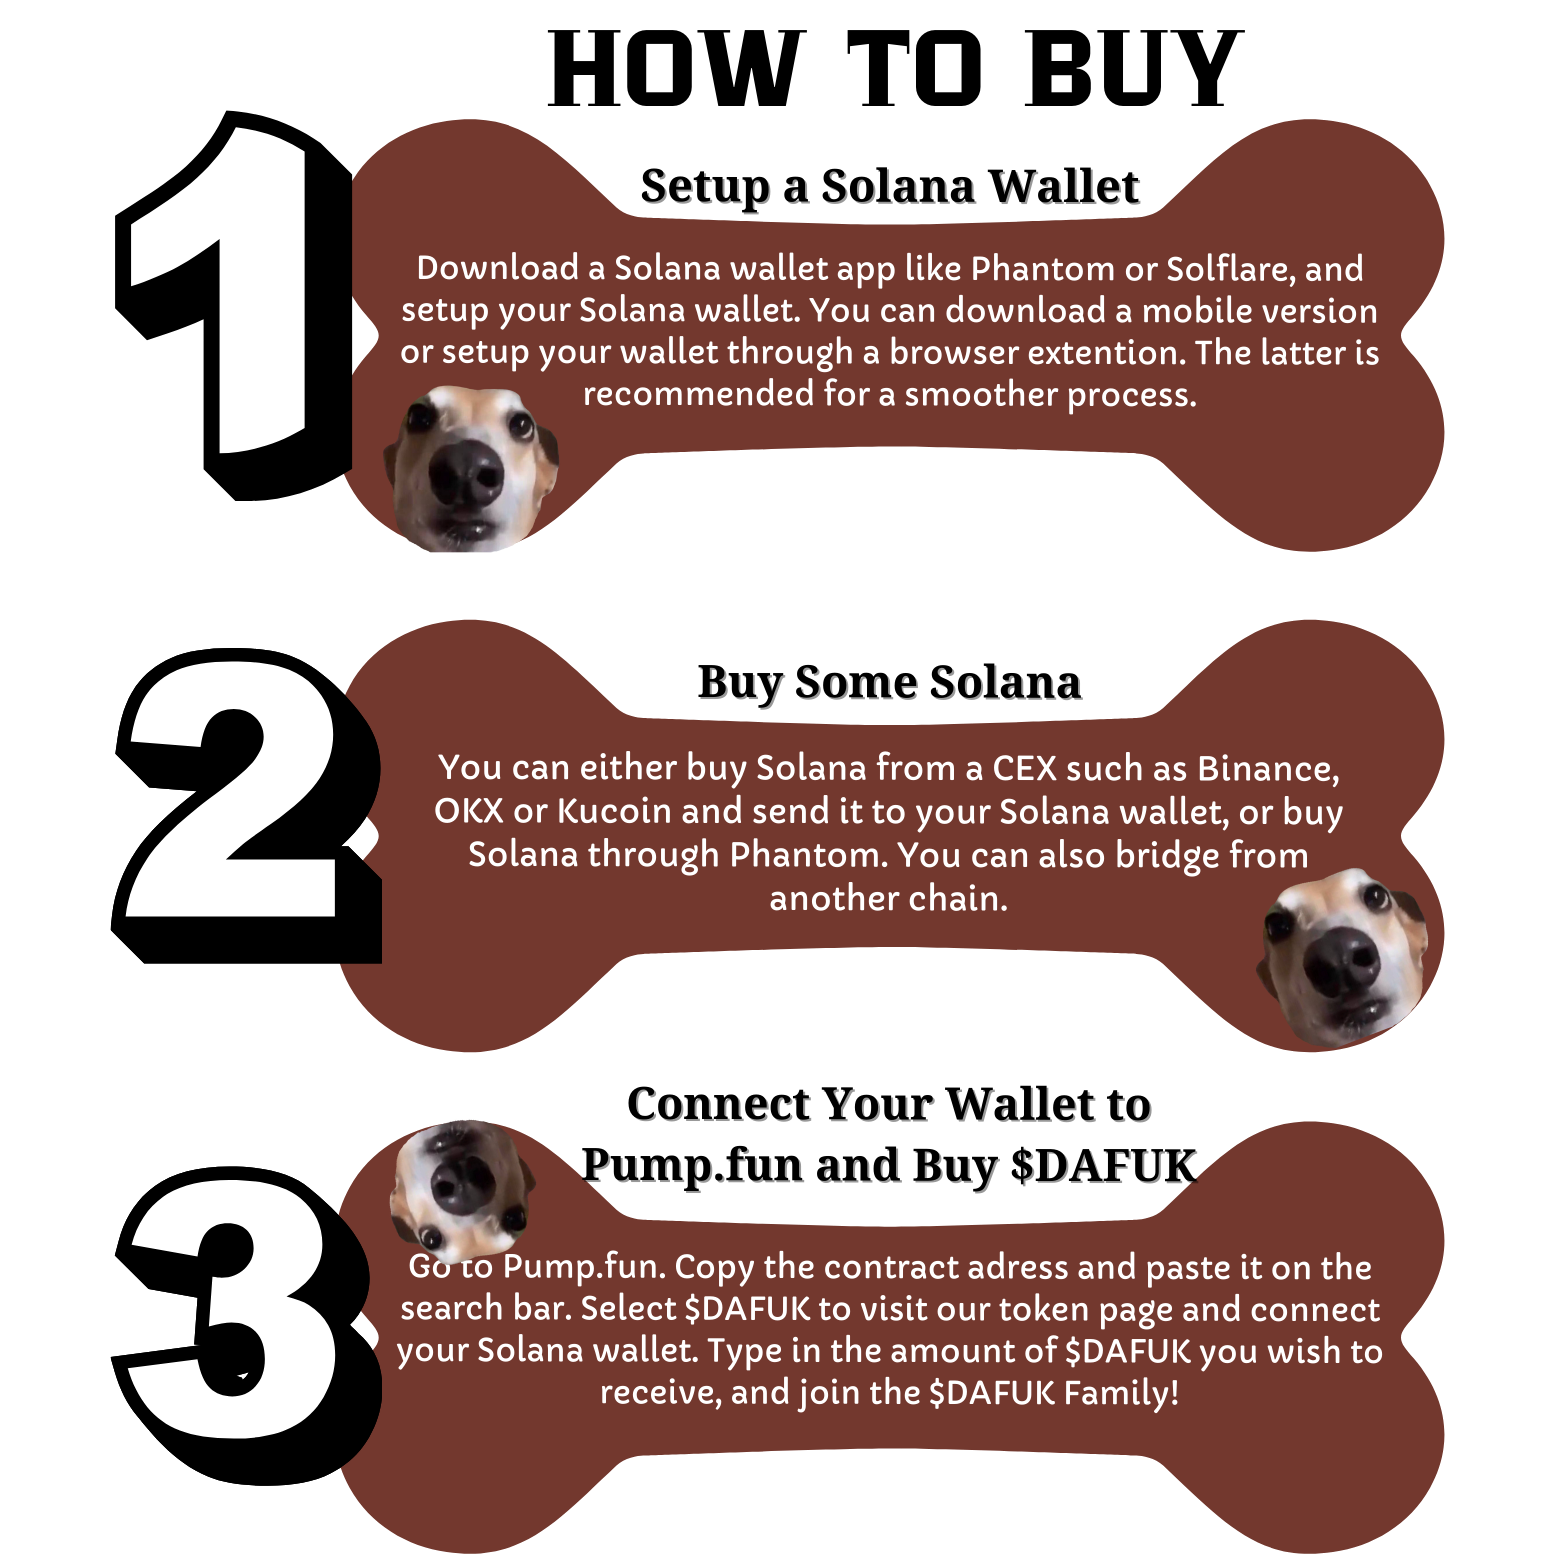 HOW TO BUY
1
Setup a Solana Wallet
Download a Solana wallet app like Phantom or Solflare, and
setup your Solana wallet. You can download a mobile version
or setup your wallet through a browser extention. The latter is
recommended for a smoother process.
2
Buy Some Solana
You can either buy Solana from a CEX such as Binance,
OKX or Kucoin and send it to your Solana wallet, or buy
Solana through Phantom. You can also bridge from
another chain.
3
Connect Your Wallet to
Pump.fun and Buy $DAFUK
Go to Pump.fun. Copy the contract adress and paste it on the
search bar. Select $DAFUK to visit our token page and connect
your Solana wallet. Type in the amount of $DAFUK you wish to
receive, and join the $DAFUK Family!